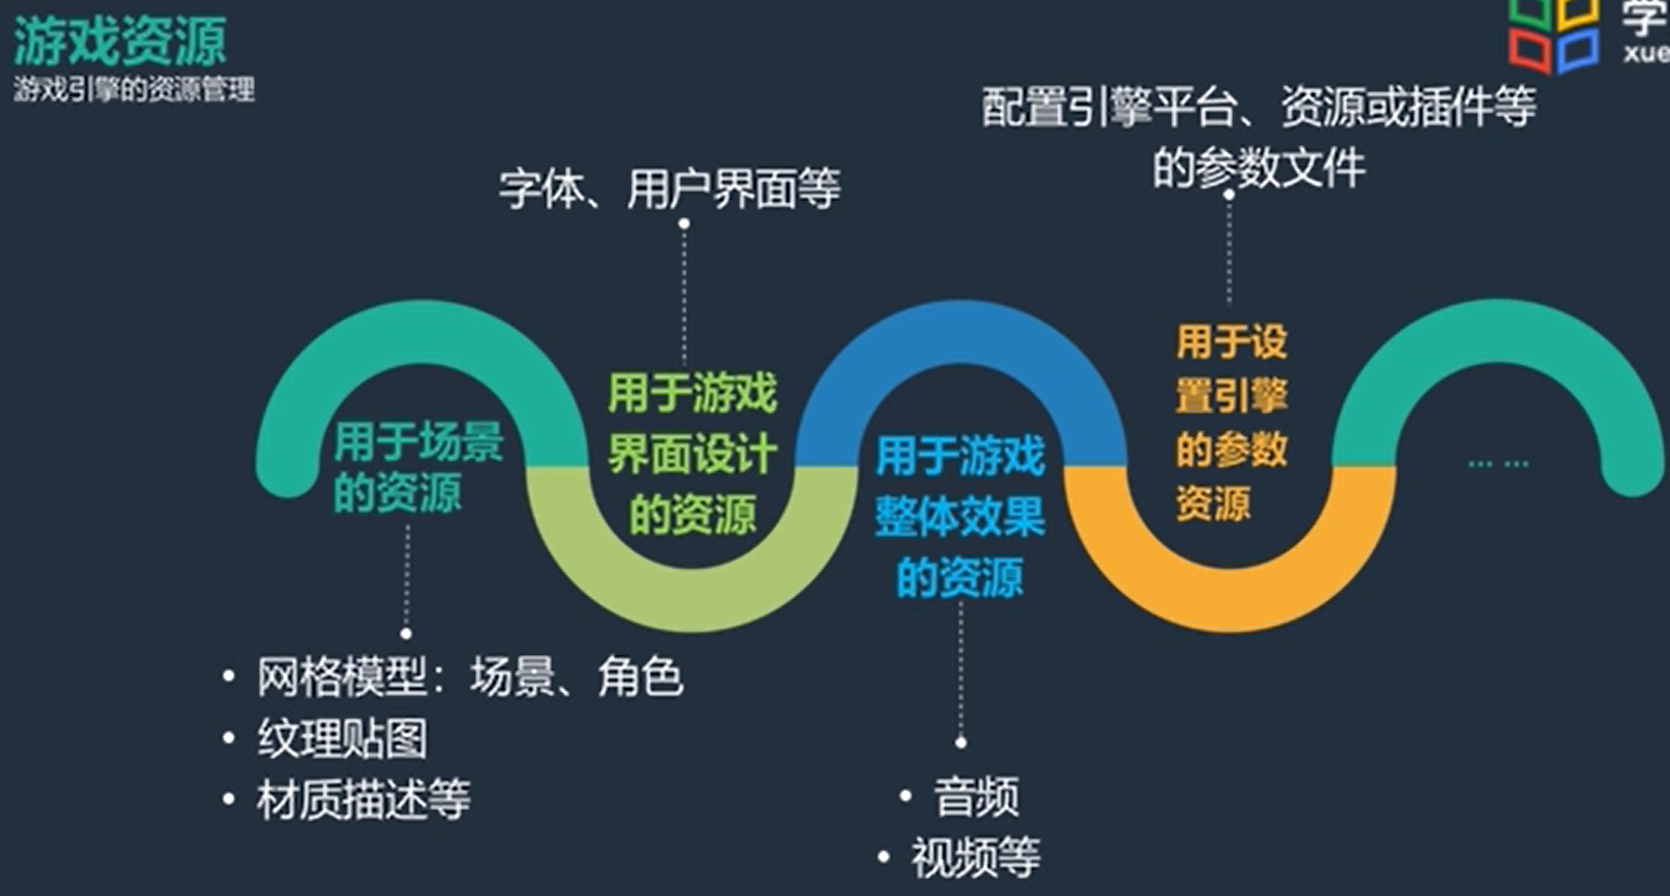 游戏资源
游戏引擎的资源管理
学
xue
配置引擎平台、资源或插件等
的参数文件
字体、用户界面等
用于场景
的资源
用于游戏
界面设计
的资源
用于游戏
整体效果
的资源
用于设
置引擎
的参数
资源
... ...
• 网格模型：场景、角色
• 纹理贴图
• 材质描述等
• 音频
• 视频等